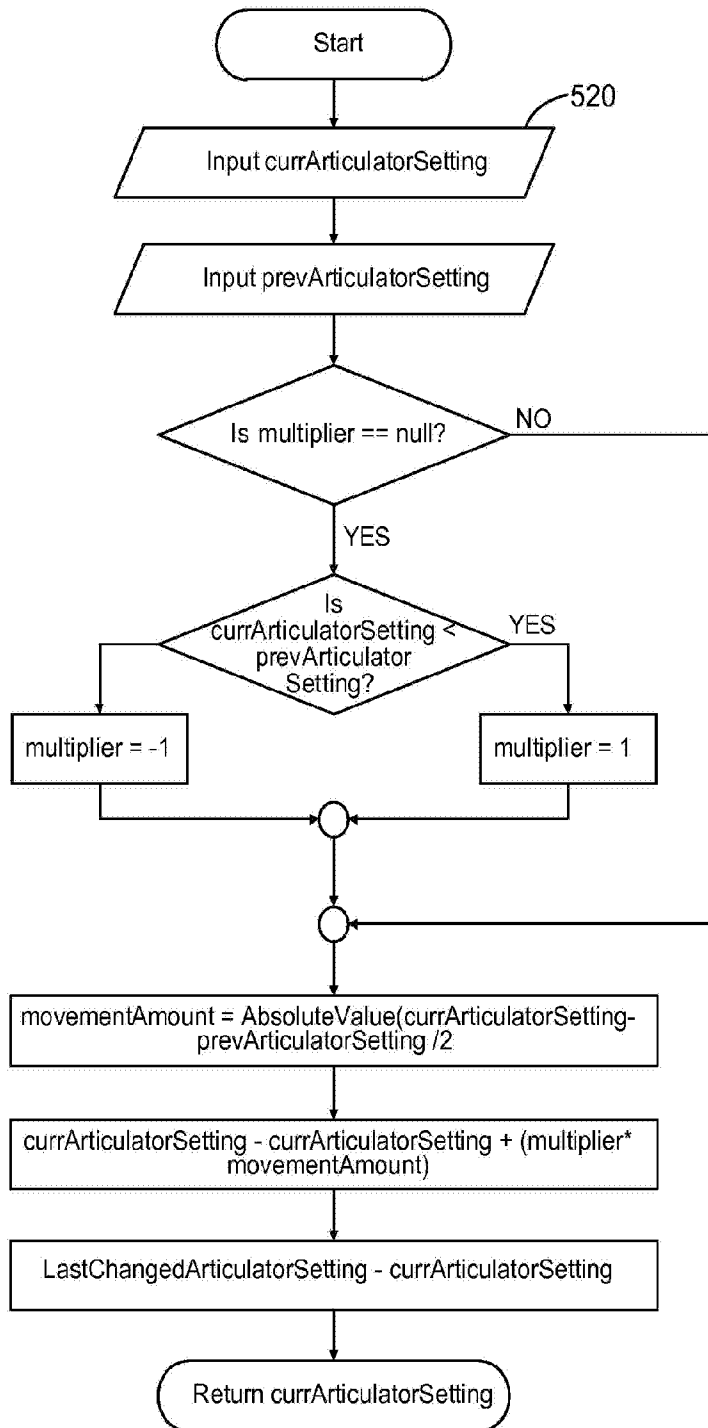 Start
520
Input currArticulatorSetting
Input prevArticulatorSetting
Is multiplier == null?
NO
YES
Is
currArticulatorSetting <
prevArticulator
Setting?
YES
multiplier = -1
multiplier = 1
movementAmount = AbsoluteValue(currArticulatorSetting-
prevArticulatorSetting /2
currArticulatorSetting - currArticulatorSetting + (multiplier*
movementAmount)
LastChangedArticulatorSetting - currArticulatorSetting
Return currArticulatorSetting